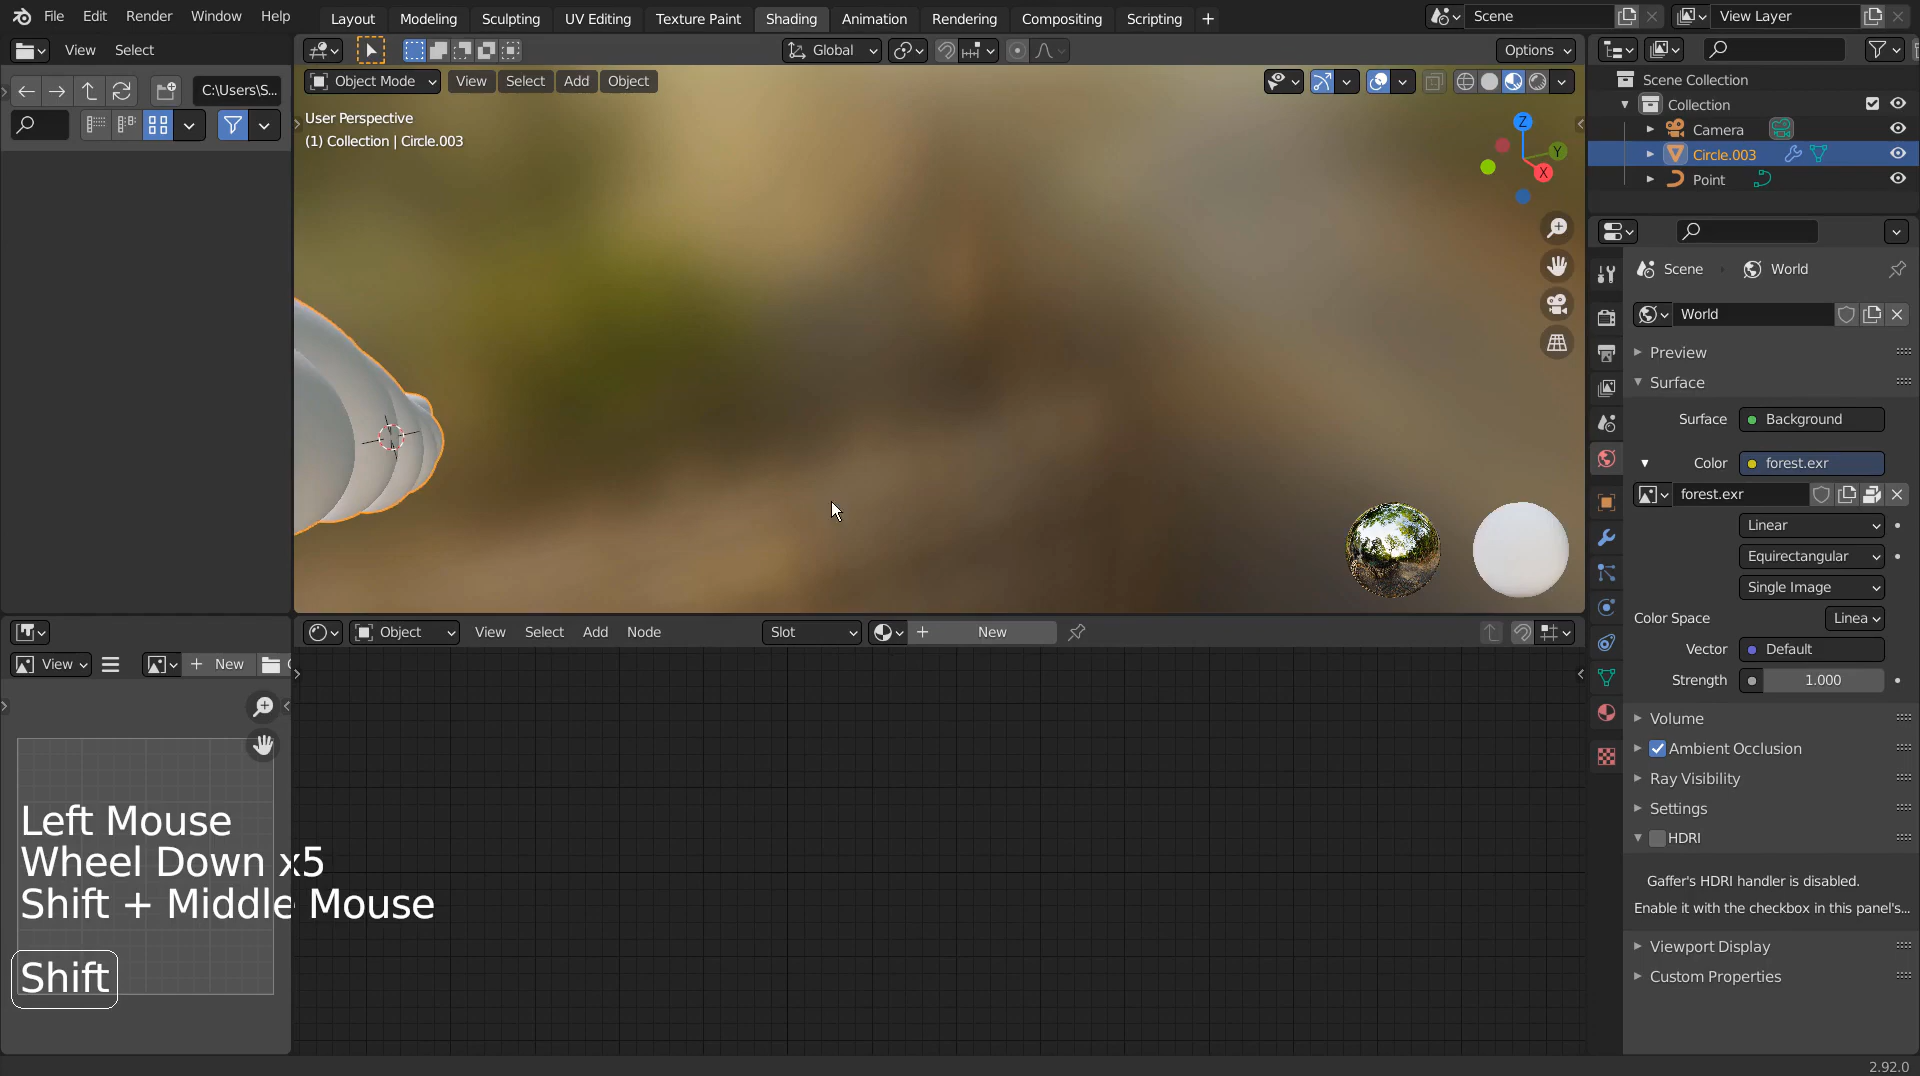 File Edit Render Window Help Layout Modeling Sculpting UV Editing Texture Paint Shading Animation Rendering Compositing Scripting + Scene View Layer
View Select Global Options
Object Mode View Select Add Object
C:\Users\S...
User Perspective
(1) Collection | Circle.003
Z
Y
X
Scene Collection
Collection
Camera
Circle.003
Point
Scene World
World
Preview
Surface
Surface Background
Color forest.exr
forest.exr
Linear
Equirectangular
Single Image
Color Space Linea
Vector Default
Strength 1.000
Volume
Ambient Occlusion
Ray Visibility
Settings
HDRI
Gaffer's HDRI handler is disabled.
Enable it with the checkbox in this panel's...
Viewport Display
Custom Properties
Object View Select Add Node Slot + New
View + New
Left Mouse
Wheel Down x5
Shift + Middle Mouse
Shift
2.92.0